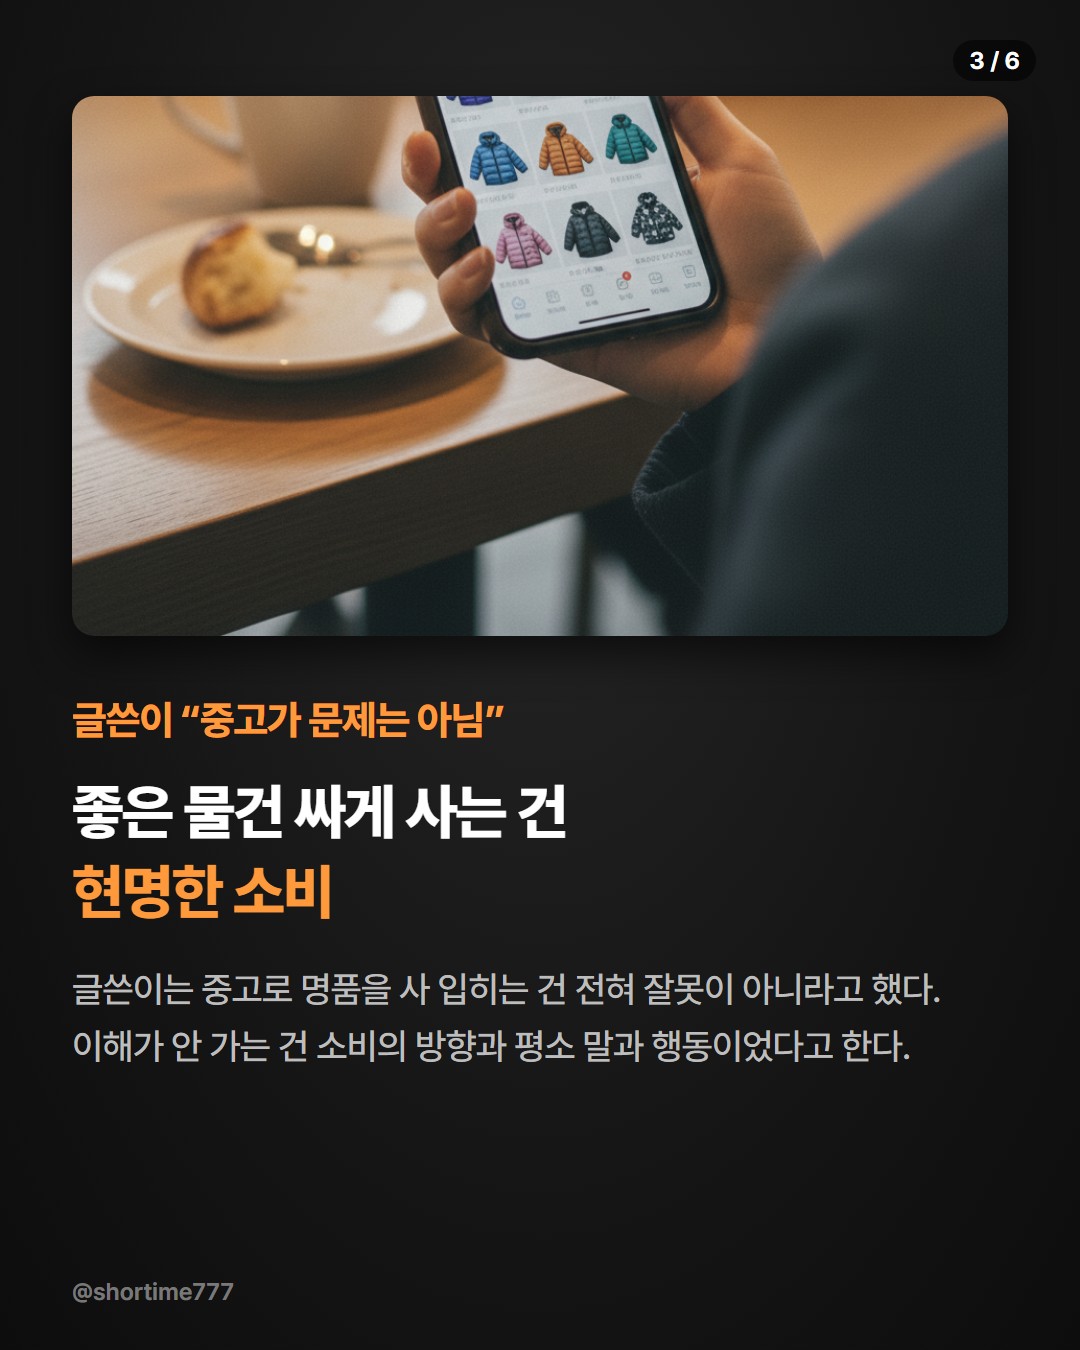 3 / 6
글쓴이 “중고가 문제는 아님”
좋은 물건 싸게 사는 건
현명한 소비
글쓴이는 중고로 명품을 사 입히는 건 전혀 잘못이 아니라고 했다.
이해가 안 가는 건 소비의 방향과 평소 말과 행동이었다고 한다.
@shortime777